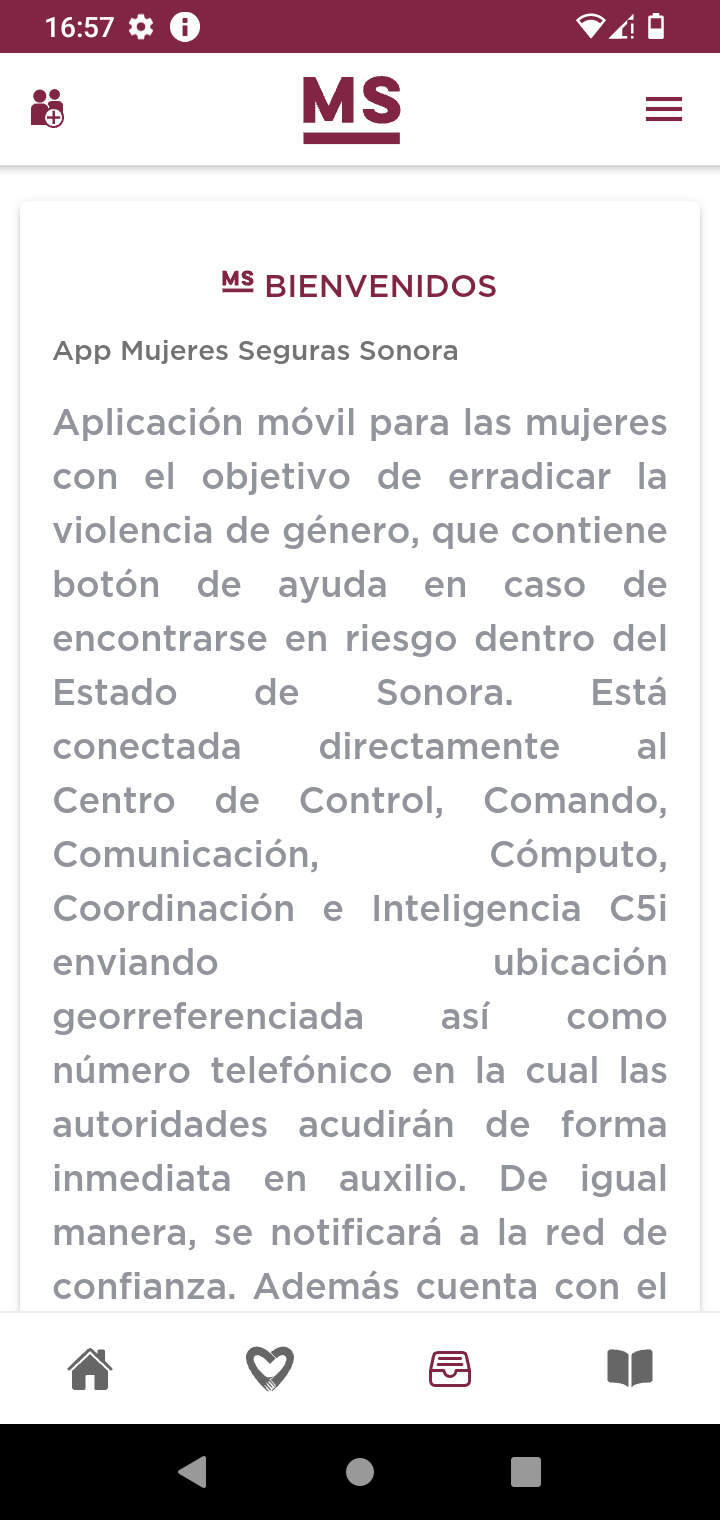 16:57
MS
MS BIENVENIDOS
App Mujeres Seguras Sonora
Aplicación móvil para las mujeres
con el objetivo de erradicar la
violencia de género, que contiene
botón de ayuda en caso de
encontrarse en riesgo dentro del
Estado de Sonora. Está
conectada directamente al
Centro de Control, Comando,
Comunicación, Cómputo,
Coordinación e Inteligencia C5i
enviando ubicación
georreferenciada así como
número telefónico en la cual las
autoridades acudirán de forma
inmediata en auxilio. De igual
manera, se notificará a la red de
confianza. Además cuenta con el